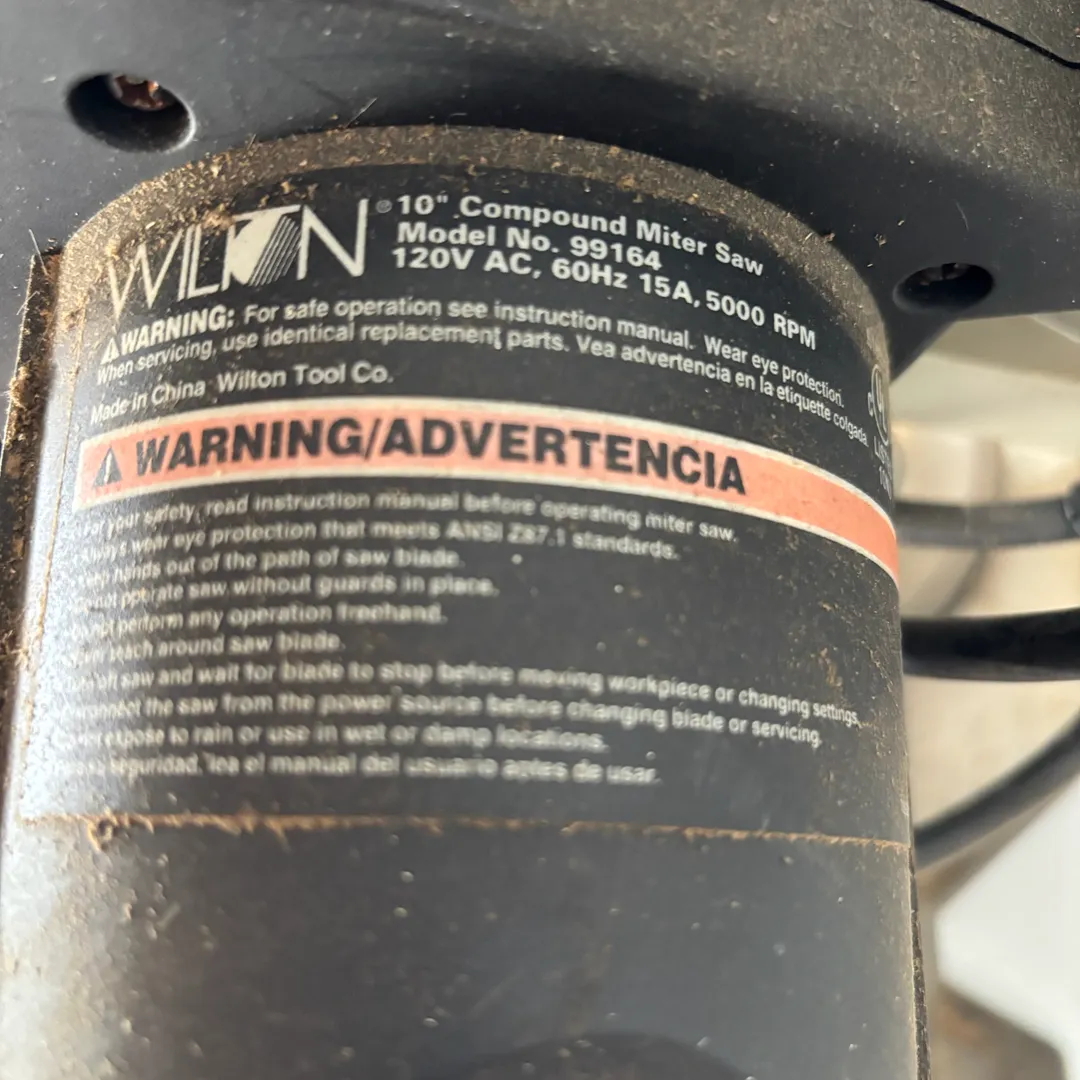 WILTON® 10" Compound Miter Saw
Model No. 99164
120V AC, 60Hz 15A, 5000 RPM
WARNING: For safe operation see instruction manual. Wear eye protection.
When servicing, use identical replacement parts. Vea advertencia en la etiquette colgada
Made in China Wilton Tool Co.
WARNING/ADVERTENCIA
For your safety, read instruction manual before operating miter saw.
Always wear eye protection that meets ANSI Z87.1 standards.
hands out of the path of saw blade.
operate saw without guards in place.
perform any operation freehand.
reach around saw blade.
off saw and wait for blade to stop before moving workpiece or changing settings.
the saw from the power source before changing blade or servicing.
expose to rain or use in wet or damp locations.
lea el manual del usuario antes de usar.